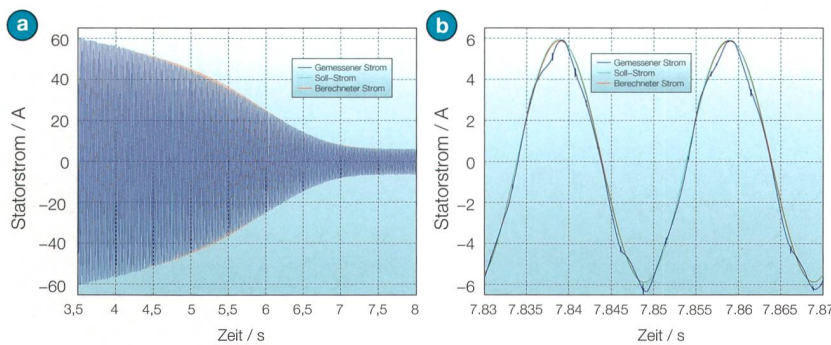 a
Statorstrom / A
60
40
20
0
−20
−40
−60
Gemessener Strom
Soll–Strom
Berechneter Strom
3,5 4 4,5 5 5,5 6 6,5 7 7,5 8
Zeit / s
b
Statorstrom / A
6
4
2
0
−2
−4
−6
Gemessener Strom
Soll–Strom
Berechneter Strom
7.83 7.835 7.84 7.845 7.85 7.855 7.86 7.865 7.87
Zeit / s